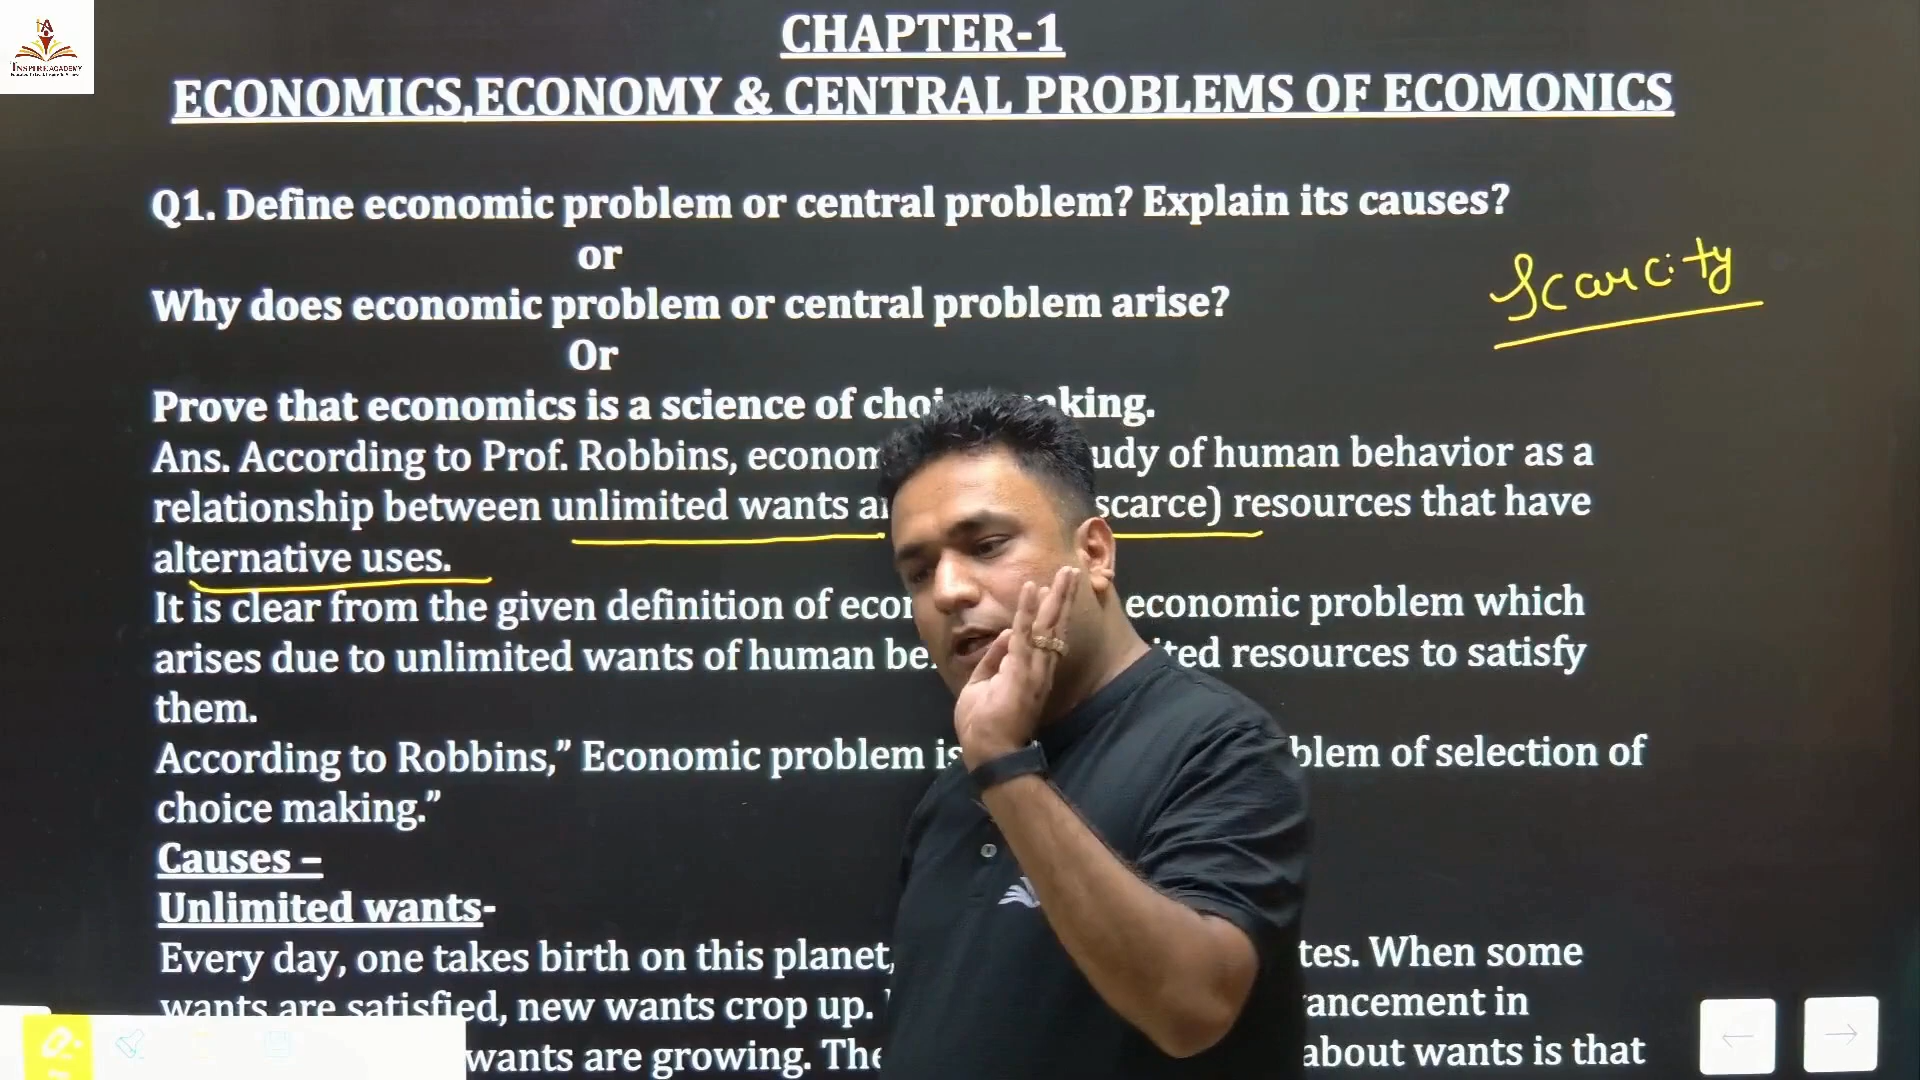 INSPIRE ACADEMY
CHAPTER-1
ECONOMICS,ECONOMY & CENTRAL PROBLEMS OF ECOMONICS
Q1. Define economic problem or central problem? Explain its causes?
or
Scarcity
Why does economic problem or central problem arise?
Or
Prove that economics is a science of choi aking.
Ans. According to Prof. Robbins, econom udy of human behavior as a
relationship between unlimited wants a scarce) resources that have
alternative uses.
It is clear from the given definition of econ economic problem which
arises due to unlimited wants of human be ited resources to satisfy
them.
According to Robbins,” Economic problem is blem of selection of
choice making.”
Causes –
Unlimited wants-
Every day, one takes birth on this planet, tes. When some
wants are satisfied, new wants crop up. vancement in
wants are growing. The about wants is that